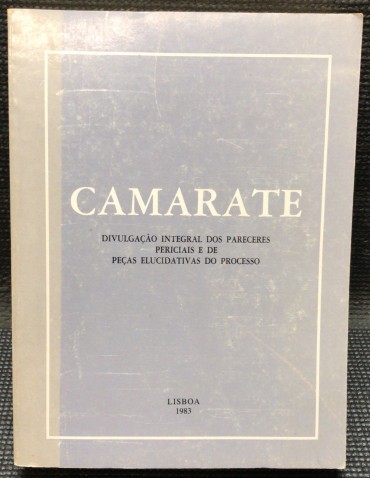 CAMARATE
DIVULGAÇÃO INTEGRAL DOS PARECERES
PERICIAIS E DE
PEÇAS ELUCIDATIVAS DO PROCESSO
LISBOA
1983